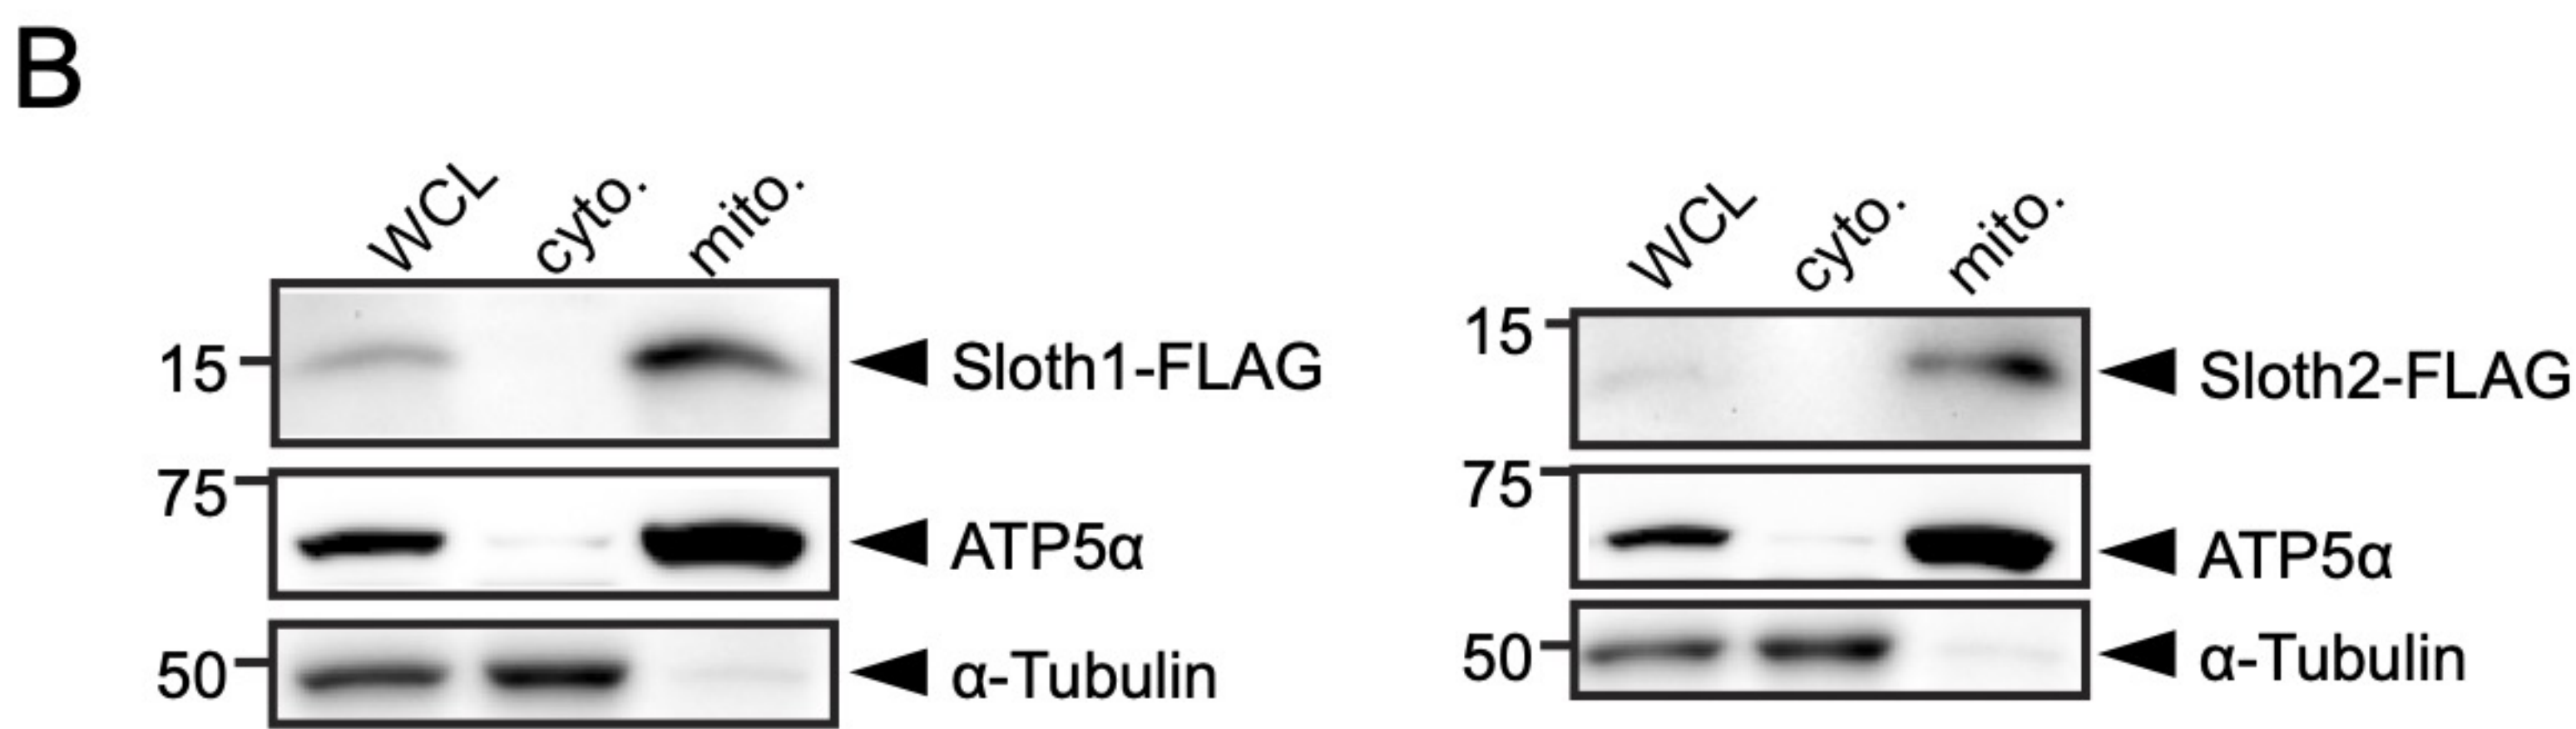 B
WCL cyto. mito.
15 Sloth1-FLAG
75 ATP5α
50 α-Tubulin
WCL cyto. mito.
15 Sloth2-FLAG
75 ATP5α
50 α-Tubulin